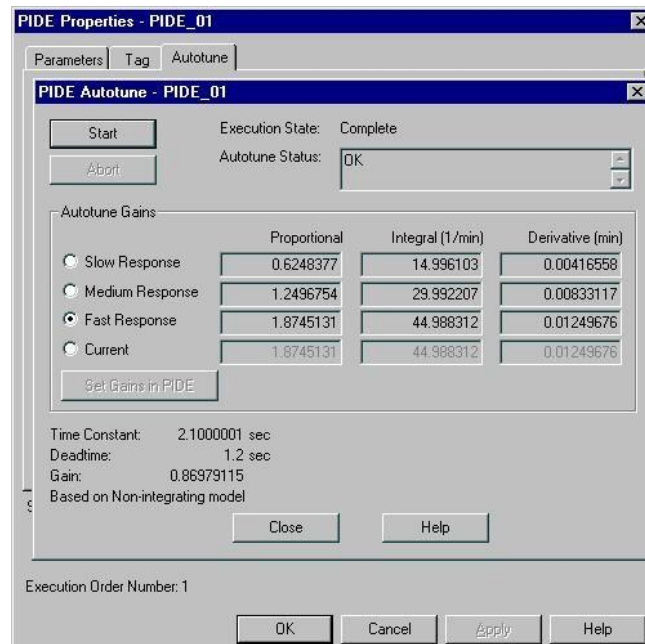 PIDE Properties - PIDE_01
Parameters Tag Autotune
PIDE Autotune - PIDE_01
Start
Execution State: Complete
Abort
Autotune Status: OK
Autotune Gains
Proportional Integral (1/min) Derivative (min)
Slow Response 0.6248377 14.996103 0.00416558
Medium Response 1.2496754 29.992207 0.00833117
Fast Response 1.8745131 44.988312 0.01249676
Current 1.8745131 44.988312 0.01249676
Set Gains in PIDE
Time Constant: 2.1000001 sec
Deadtime: 1.2 sec
Gain: 0.86979115
Based on Non-integrating model
Close Help
Execution Order Number: 1
OK Cancel Apply Help